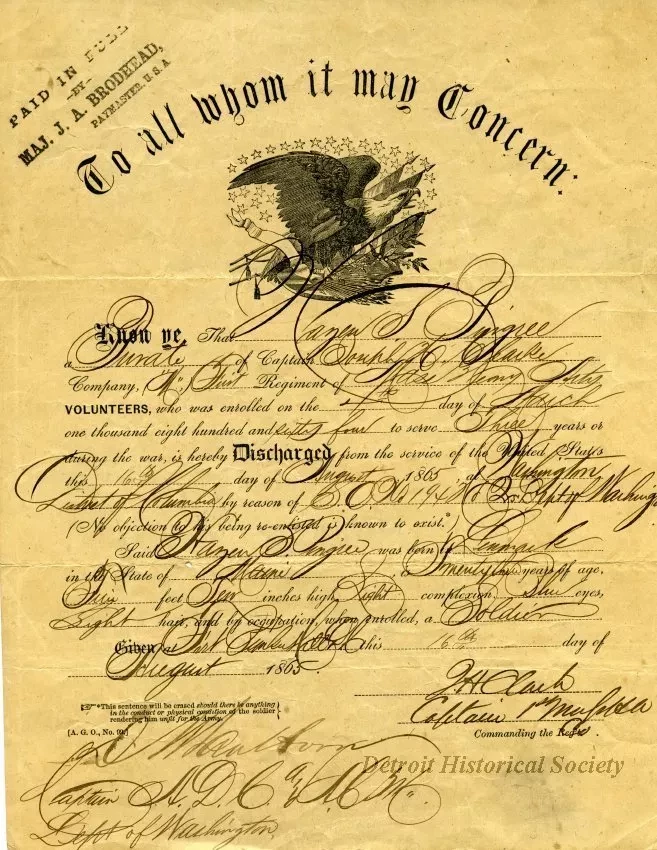 PAID IN FULL
-BY-
MAJ. J. A. BRODHEAD,
PAYMASTER, U.S.A
To all whom it may Concern:
Know ye, That Hazen S Pingree
a Private of Captain
Company, "M," First Regiment of Mass Heavy Arty
VOLUNTEERS, who was enrolled on the day of March
one thousand eight hundred and sixty four to serve Three years or
during the war, is hereby Discharged from the service of the United States
this 16th day of August 1865, at Washington
District of Columbia by reason of Dept of Washington
(No objection to his being re-enlisted is known to exist.*)
Said Hazen S Pingree was born in Denmark
in the State of Maine, is years of age,
feet Ten inches high, Light complexion, Blue eyes,
Light hair, and by occupation, when enrolled, a Soldier
Given at Fort this 16th day of
August 1865.
*This sentence will be erased should there be anything
in the conduct or physical condition of the soldier
rendering him unfit for the Army.
[A. G. O., No. 99.]
Captain 1st
Commanding the Reg't.
Captain A.D.C.
Dept of Washington
Detroit Historical Society